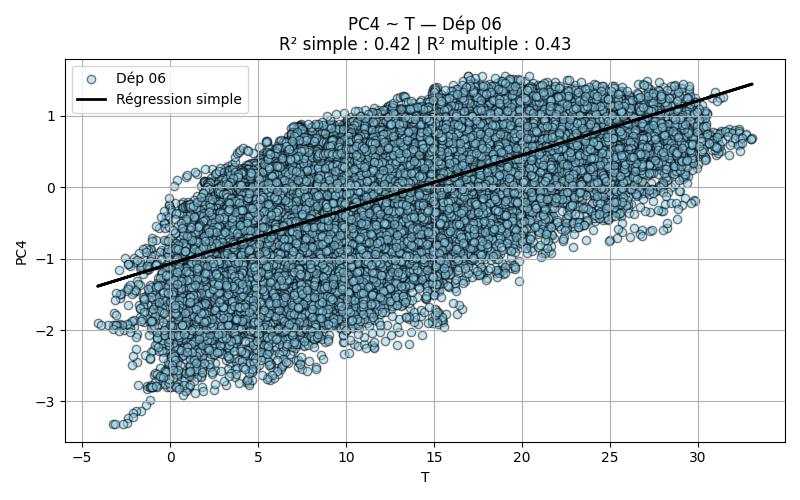 PC4 ~ T — Dép 06
R² simple : 0.42 | R² multiple : 0.43
Dép 06
Régression simple
PC4
1
0
−1
−2
−3
−5
0
5
10
15
20
25
30
T